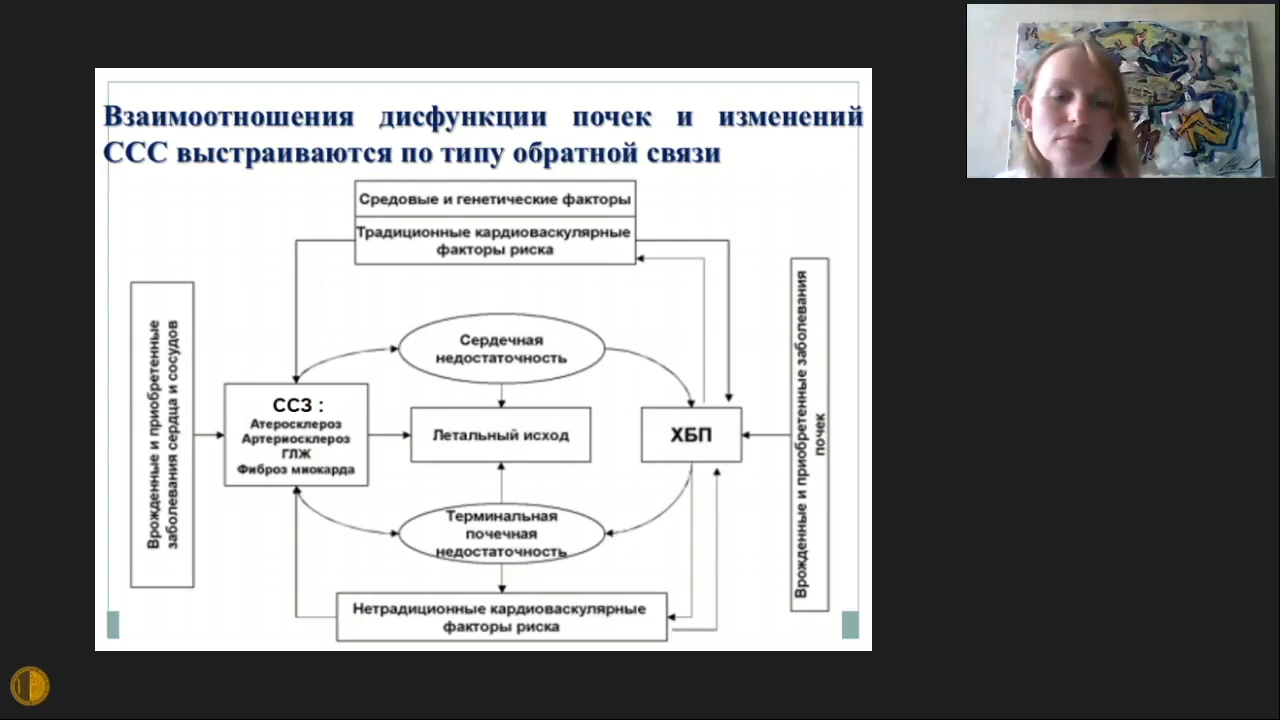 Взаимоотношения дисфункции почек и изменений
ССС выстраиваются по типу обратной связи
Средовые и генетические факторы
Традиционные кардиоваскулярные
факторы риска
Врожденные и приобретенные
заболевания сердца и сосудов
Сердечная
недостаточность
ССЗ :
Атеросклероз
Артериосклероз
ГЛЖ
Фиброз миокарда
Летальный исход
ХБП
Врожденные и приобретенные заболевания
почек
Терминальная
почечная
недостаточность
Нетрадиционные кардиоваскулярные
факторы риска